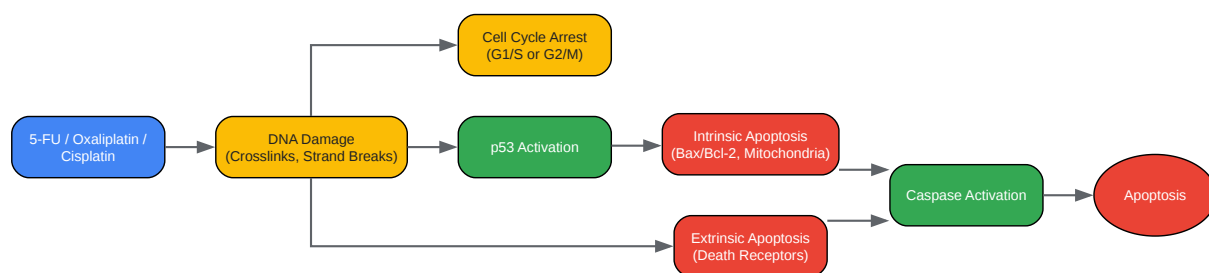 Cell Cycle Arrest
(G1/S or G2/M)
5-FU / Oxaliplatin /
Cisplatin
DNA Damage
(Crosslinks, Strand Breaks)
p53 Activation
Intrinsic Apoptosis
(Bax/Bcl-2, Mitochondria)
Extrinsic Apoptosis
(Death Receptors)
Caspase Activation
Apoptosis